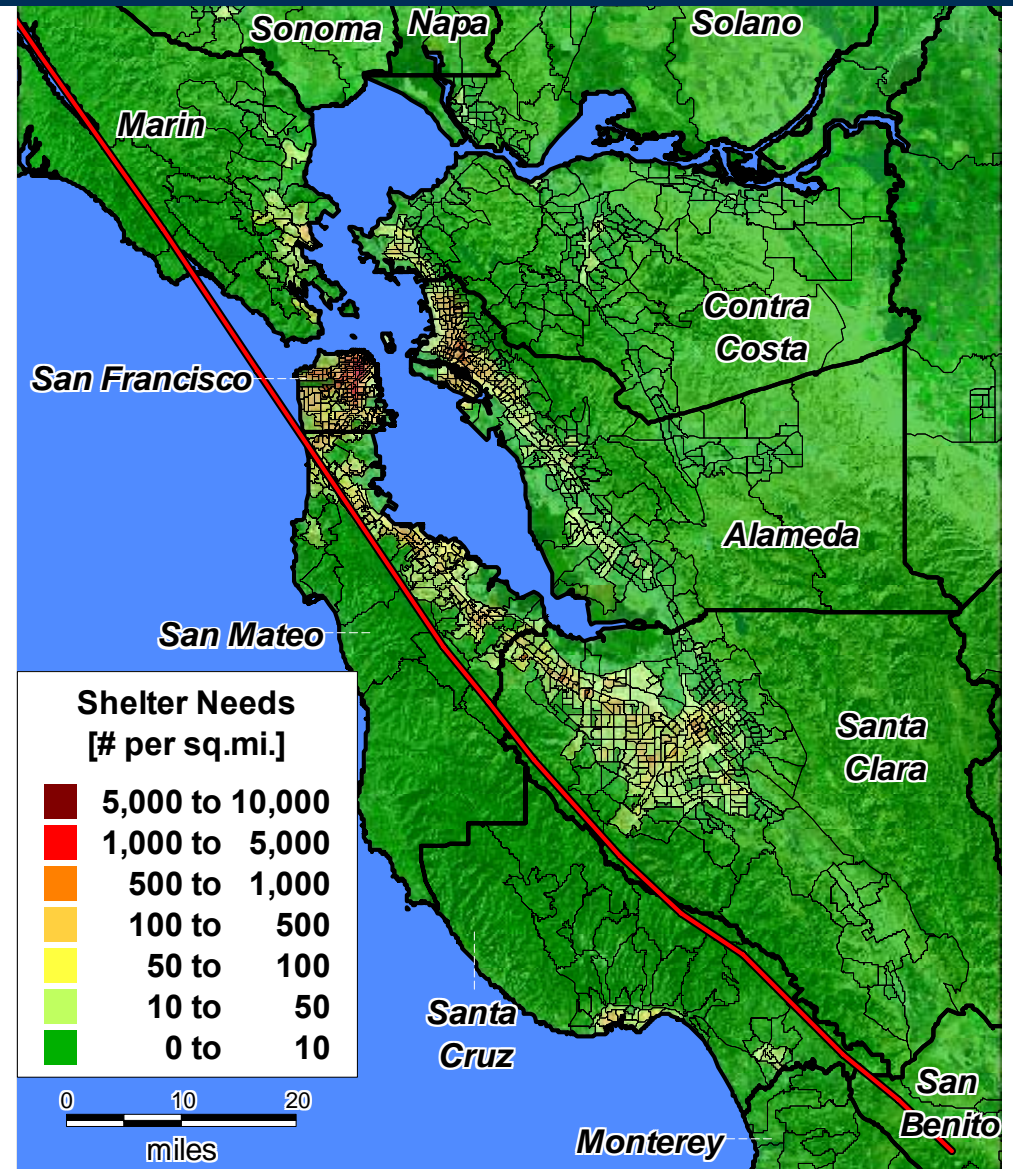 Sonoma
Napa
Solano
Marin
Contra
Costa
San Francisco
Alameda
San Mateo
Shelter Needs
[# per sq.mi.]
5,000 to 10,000
1,000 to 5,000
500 to 1,000
100 to 500
50 to 100
10 to 50
0 to 10
Santa
Clara
Santa
Cruz
San
Benito
Monterey
0 10 20
miles